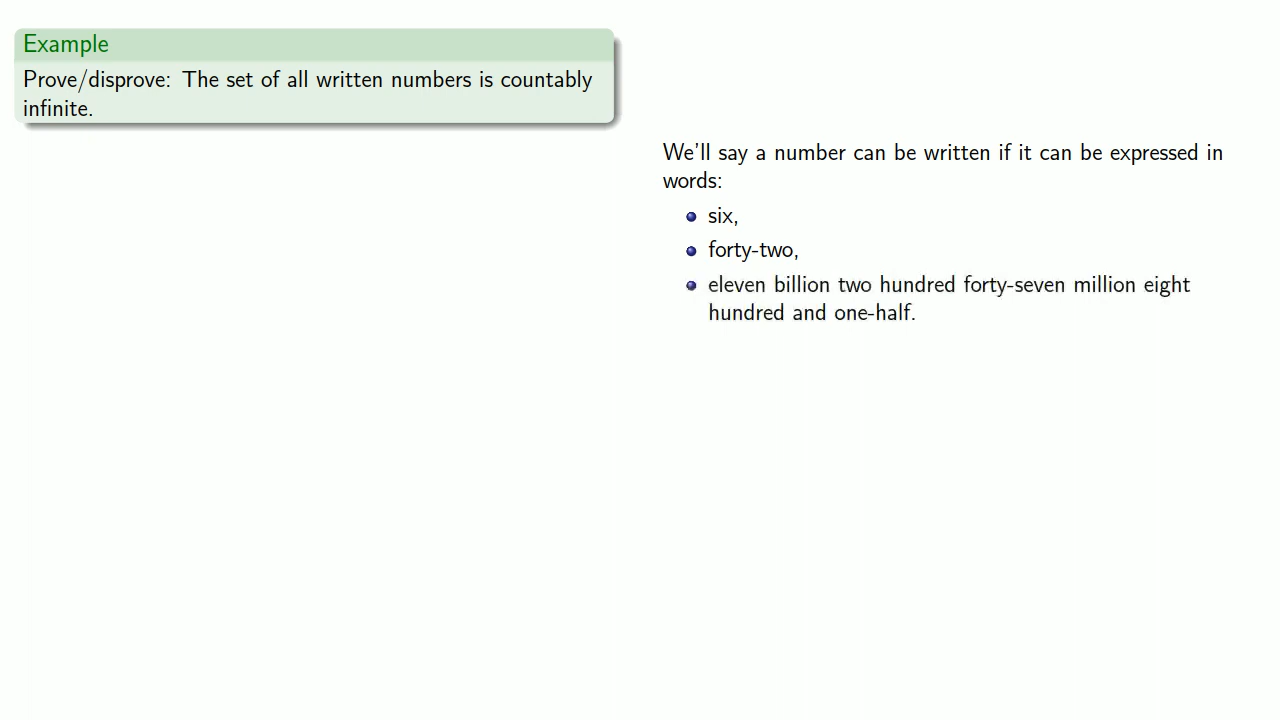 Example
Prove/disprove: The set of all written numbers is countably
infinite.
We'll say a number can be written if it can be expressed in
words:
six,
forty-two,
eleven billion two hundred forty-seven million eight
hundred and one-half.